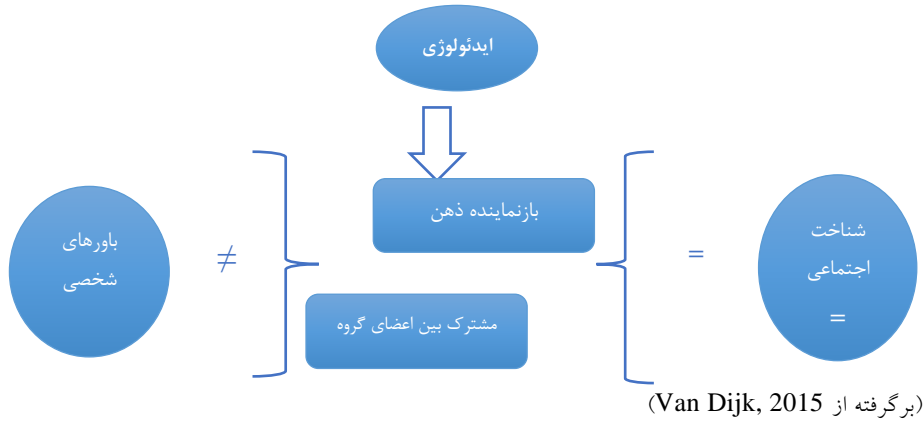 ایدئولوژی
بازنماینده ذهن
شناخت
اجتماعی
=
=
≠
باورهای
شخصی
مشترک بین اعضای گروه
(برگرفته از Van Dijk, 2015)